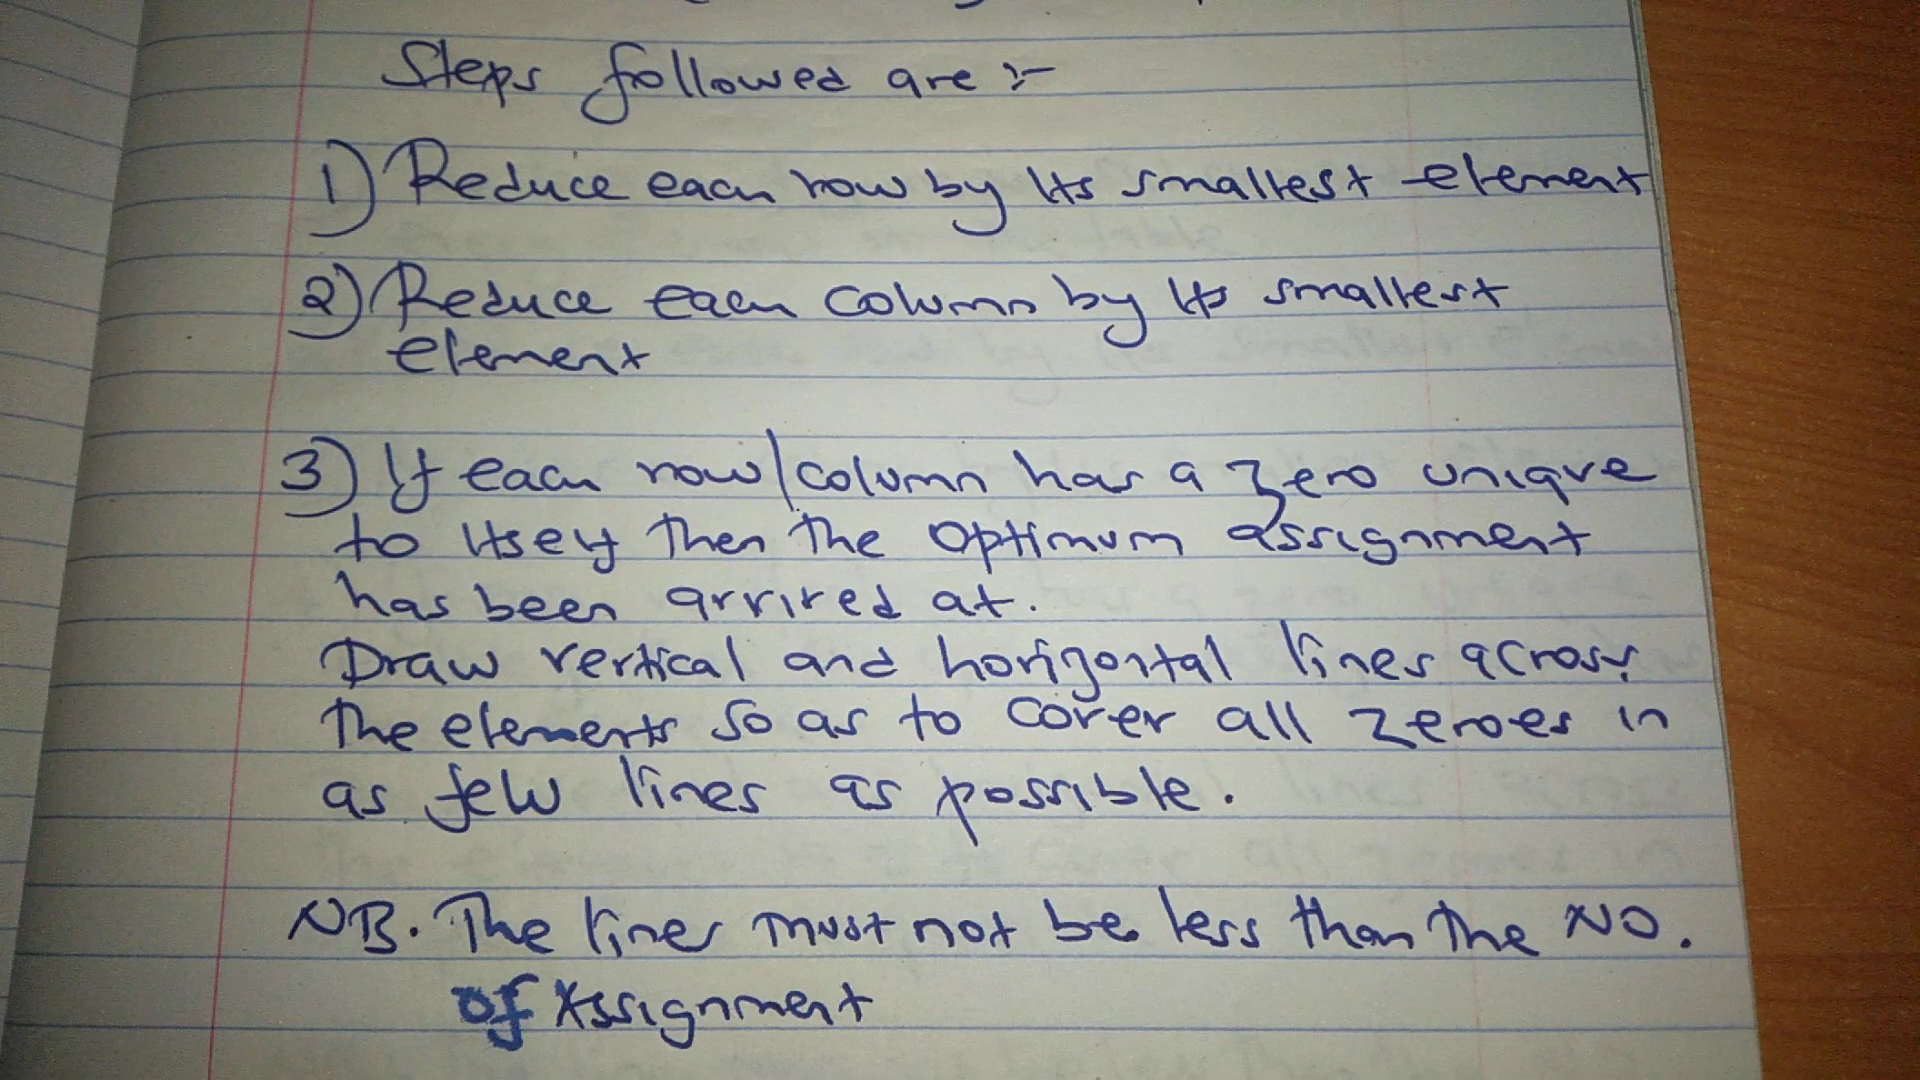 Steps followed are :-
1) Reduce each row by its smallest element
2) Reduce each column by its smallest
element
3) If each row/column has a zero unique
to itself then the optimum assignment
has been arrived at.
Draw vertical and horizontal lines across
the elements so as to cover all zeroes in
as few lines as possible.
NB. The lines must not be less than the NO.
of Assignment